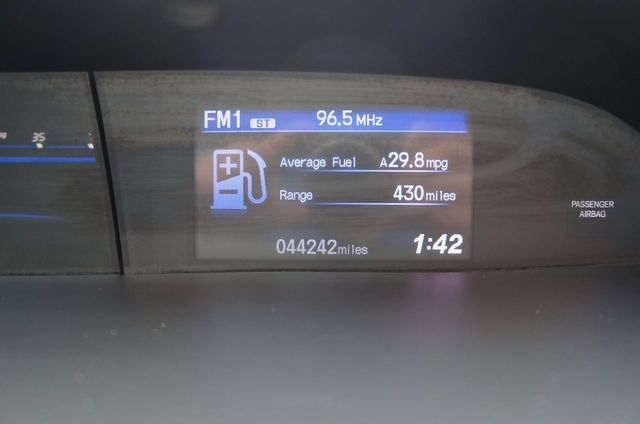 FM1 ST 96.5 MHz
35
Average Fuel A29.8mpg
Range 430miles
PASSENGER
AIRBAG
044242miles 1:42